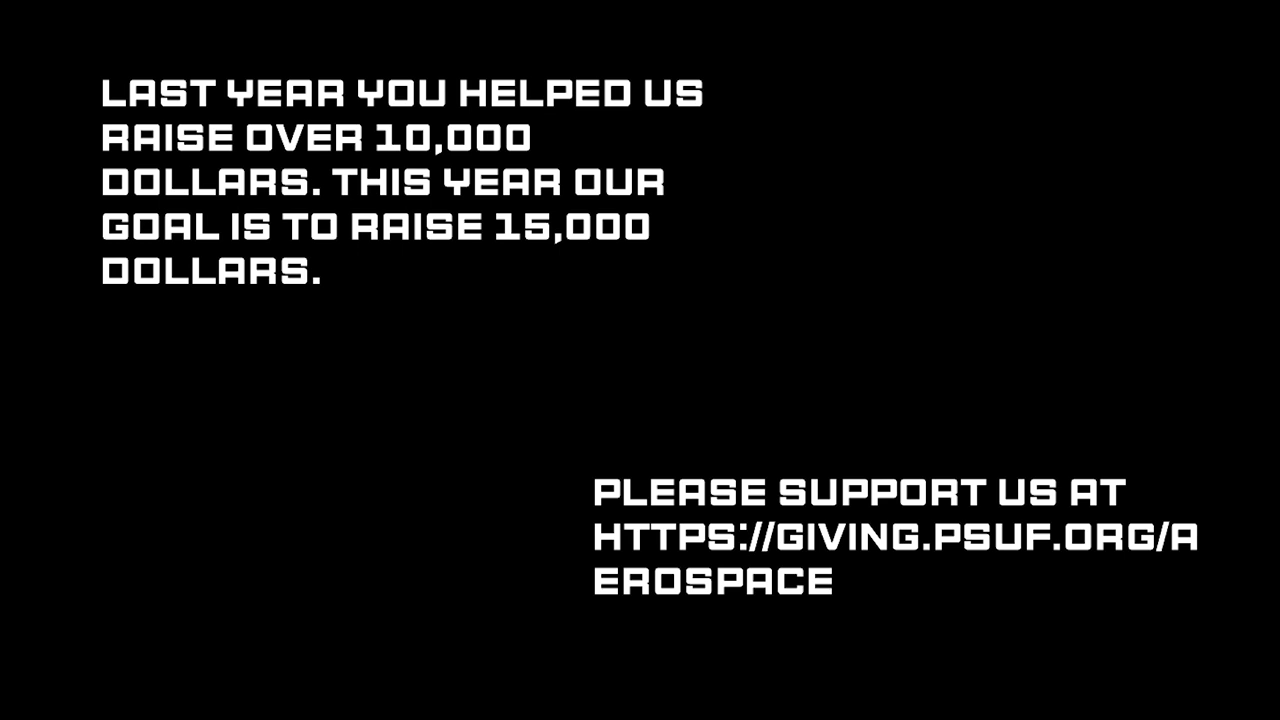 LAST YEAR YOU HELPED US
RAISE OVER 10,000
DOLLARS. THIS YEAR OUR
GOAL IS TO RAISE 15,000
DOLLARS.
PLEASE SUPPORT US AT
HTTPS://GIVING.PSUF.ORG/A
EROSPACE